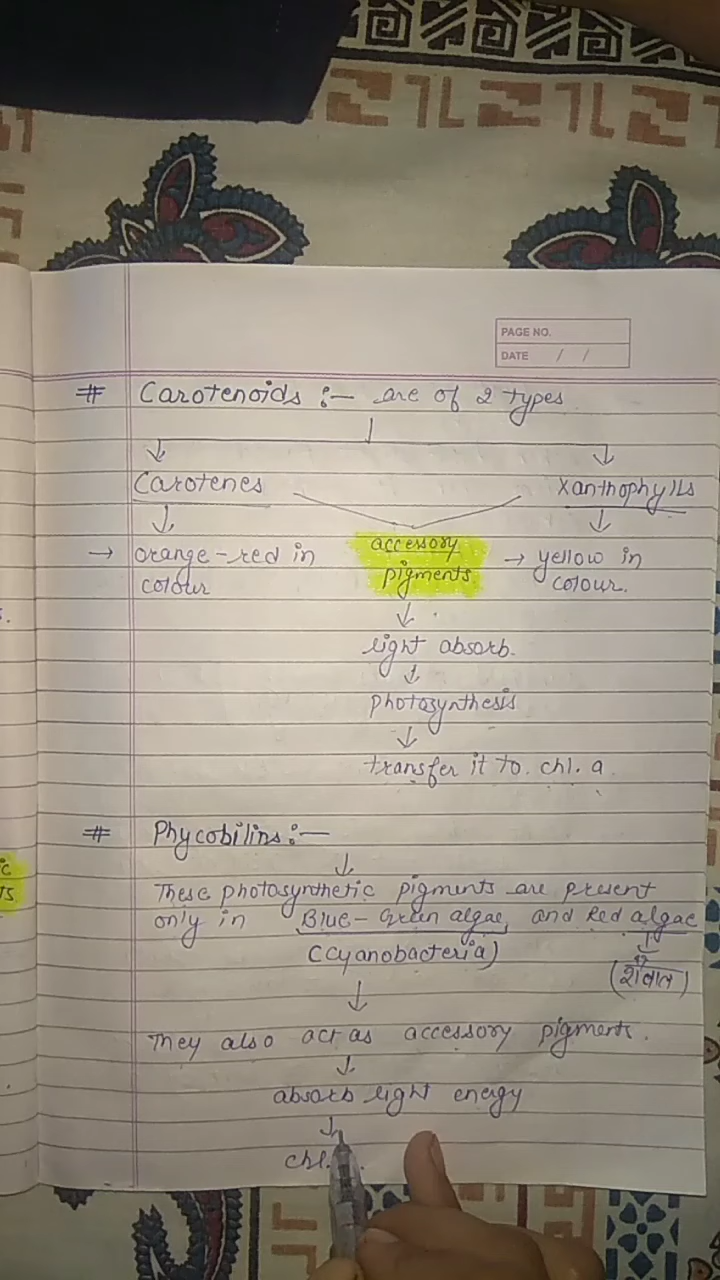 PAGE NO.
DATE / /
# Carotenoids :- are of 2 types
Carotenes
Xanthophylls
→ orange-red in
colour
accessory
pigments
→ yellow in
colour.
light absorb.
photosynthesis
transfer it to. chl. a
# Phycobilins :-
These photosynthetic pigments are present
only in Blue-Green algae, and Red algae
(Cyanobacteria)
(शैवाल)
They also act as accessory pigments.
absorb light energy
chl.